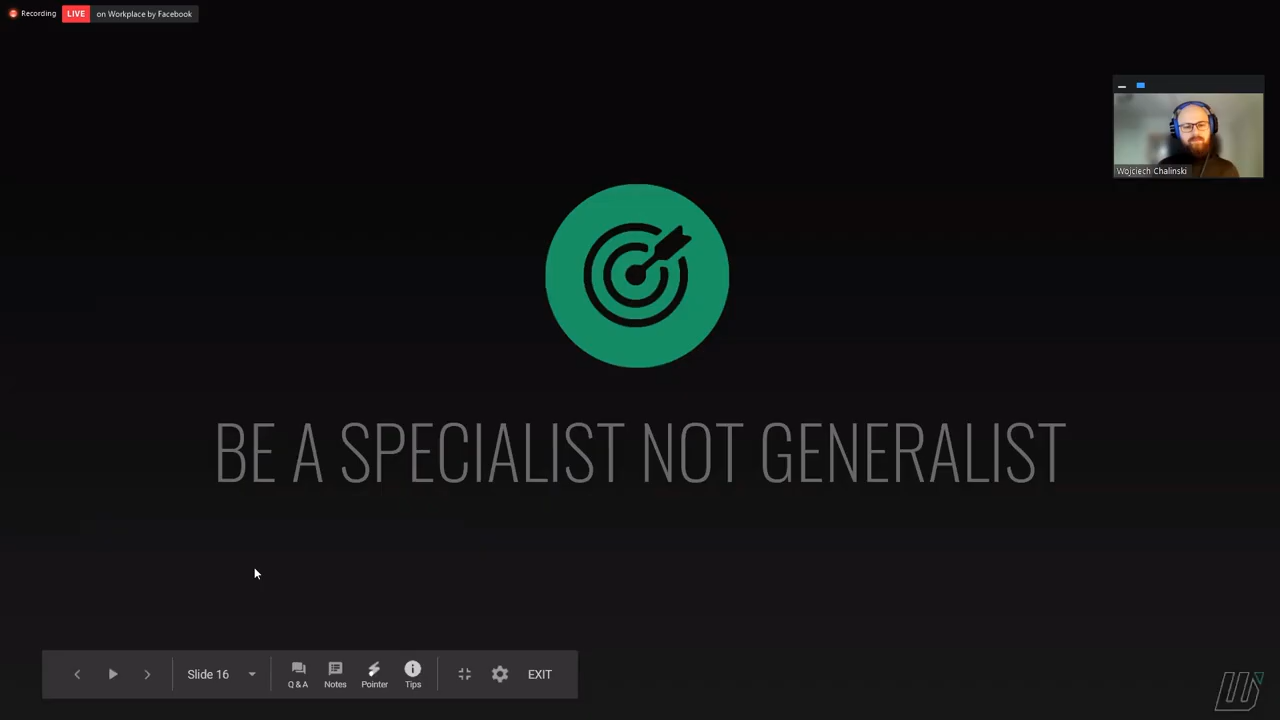 Recording
LIVE on Workplace by Facebook
Wojciech Chalinski
BE A SPECIALIST NOT GENERALIST
Slide 16
Q & A
Notes
Pointer
Tips
EXIT